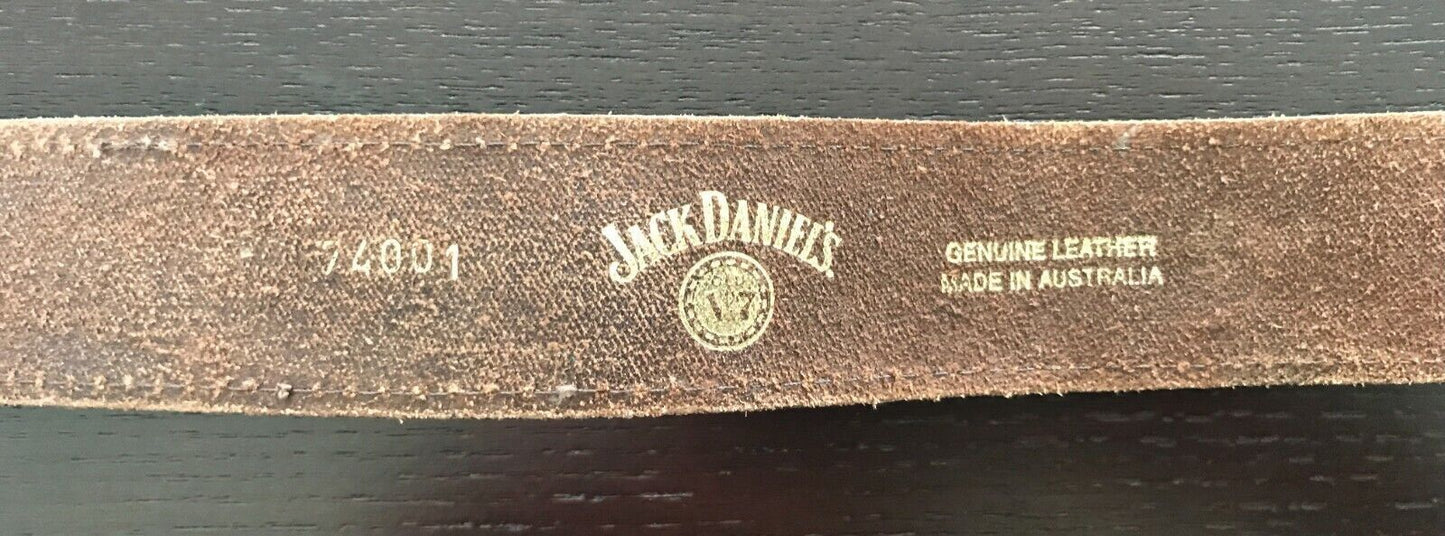 74001
JACK DANIEL'S
GENUINE LEATHER
MADE IN AUSTRALIA